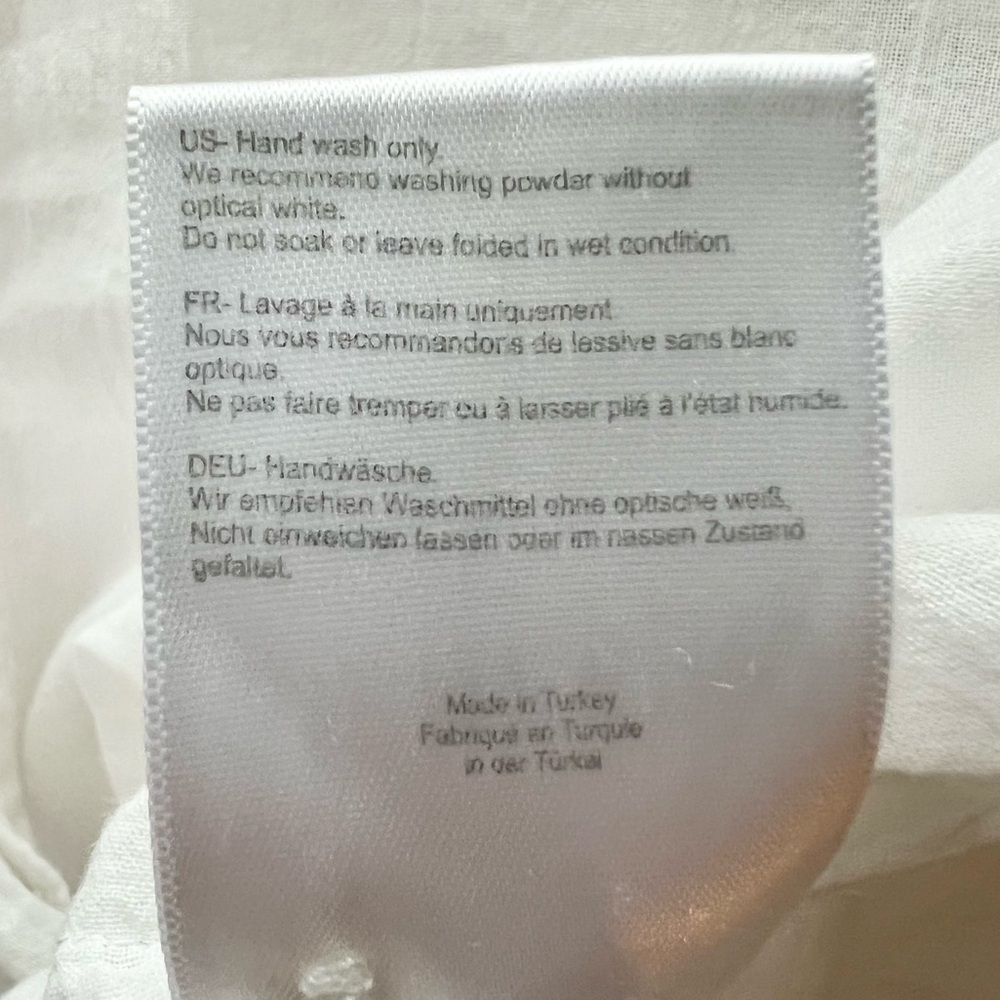 US- Hand wash only.
We recommend washing powder without
optical white.
Do not soak or leave folded in wet condition.
FR- Lavage à la main uniquement.
Nous vous recommandons de lessive sans blanc
optique.
Ne pas faire tremper ou à laisser plié à l'état humide.
DEU- Handwäsche.
Wir empfehlen Waschmittel ohne optische weiß.
Nicht einweichen lassen oder im nassen Zustand
gefaltet.
Made in Turkey
Fabriqué en Turquie
in der Türkai